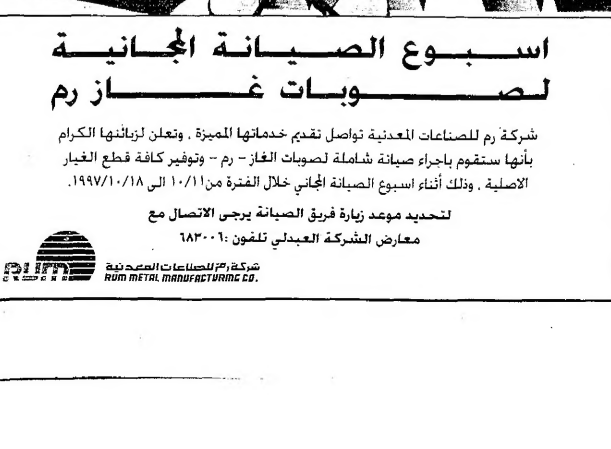 اسبوع الصيانة المجانية
لصوبات غاز رم
شركة رم للصناعات المعدنية تواصل تقديم خدماتها المميزة ، وتعلن لزبائنها الكرام
بأنها ستقوم باجراء صيانة شاملة لصوبات الغاز - رم -- وتوفير كافة قطع الغيار
الاصلية ، وذلك أثناء اسبوع الصيانة المجاني خلال الفترة من ١٠/١١ الى ١٩٩٧/١٠/١٨.
لتحديد موعد زيارة فريق الصيانة يرجى الاتصال مع
معارض الشركة العبدلي تلفون :٦٨٣٠٠٦
RUM
شركة رم للصناعات المعدنية
RUM METAL MANUFACTURING CO.